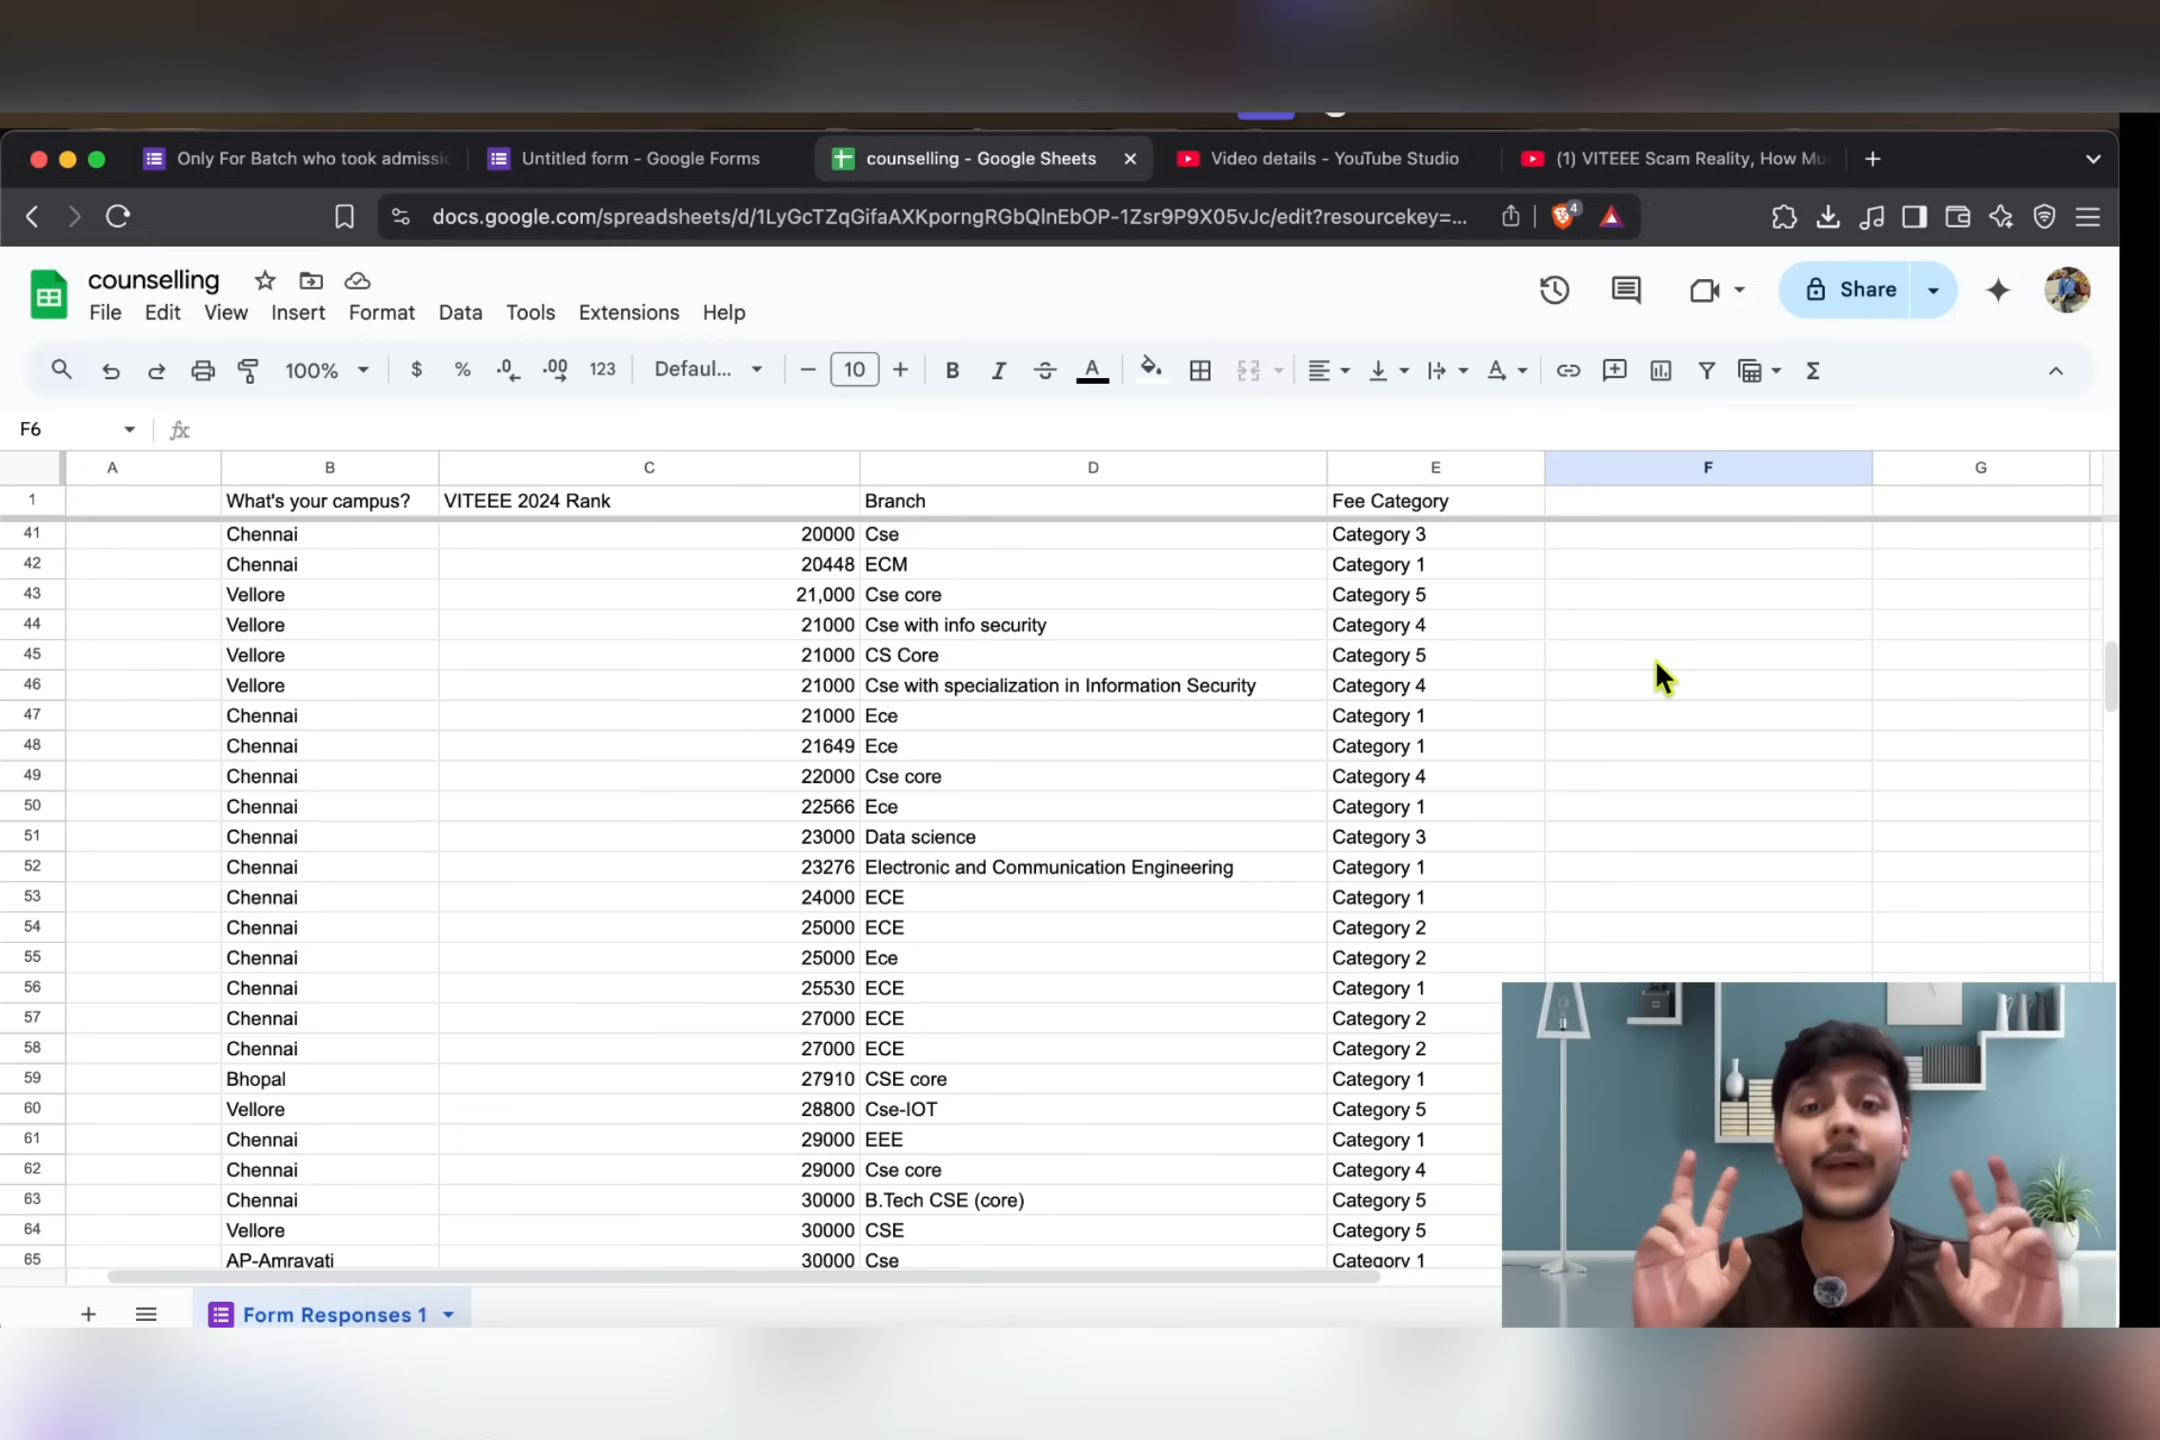 Only For Batch who took admissi
Untitled form - Google Forms
counselling - Google Sheets
Video details - YouTube Studio
(1) VITEEE Scam Reality, How Mu
docs.google.com/spreadsheets/d/1LyGcTZqGifaAXKporngRGbQlnEbOP-1Zsr9P9X05vJc/edit?resourcekey=...
4
counselling
Share
File Edit View Insert Format Data Tools Extensions Help
100% $ % .0 .00 123 Defaul... 10 B I A Σ
F6 fx
A B C D E F G
1 What's your campus? VITEEE 2024 Rank Branch Fee Category
41 Chennai 20000 Cse Category 3
42 Chennai 20448 ECM Category 1
43 Vellore 21,000 Cse core Category 5
44 Vellore 21000 Cse with info security Category 4
45 Vellore 21000 CS Core Category 5
46 Vellore 21000 Cse with specialization in Information Security Category 4
47 Chennai 21000 Ece Category 1
48 Chennai 21649 Ece Category 1
49 Chennai 22000 Cse core Category 4
50 Chennai 22566 Ece Category 1
51 Chennai 23000 Data science Category 3
52 Chennai 23276 Electronic and Communication Engineering Category 1
53 Chennai 24000 ECE Category 1
54 Chennai 25000 ECE Category 2
55 Chennai 25000 Ece Category 2
56 Chennai 25530 ECE Category 1
57 Chennai 27000 ECE Category 2
58 Chennai 27000 ECE Category 2
59 Bhopal 27910 CSE core Category 1
60 Vellore 28800 Cse-IOT Category 5
61 Chennai 29000 EEE Category 1
62 Chennai 29000 Cse core Category 4
63 Chennai 30000 B.Tech CSE (core) Category 5
64 Vellore 30000 CSE Category 5
65 AP-Amravati 30000 Cse Category 1
Form Responses 1